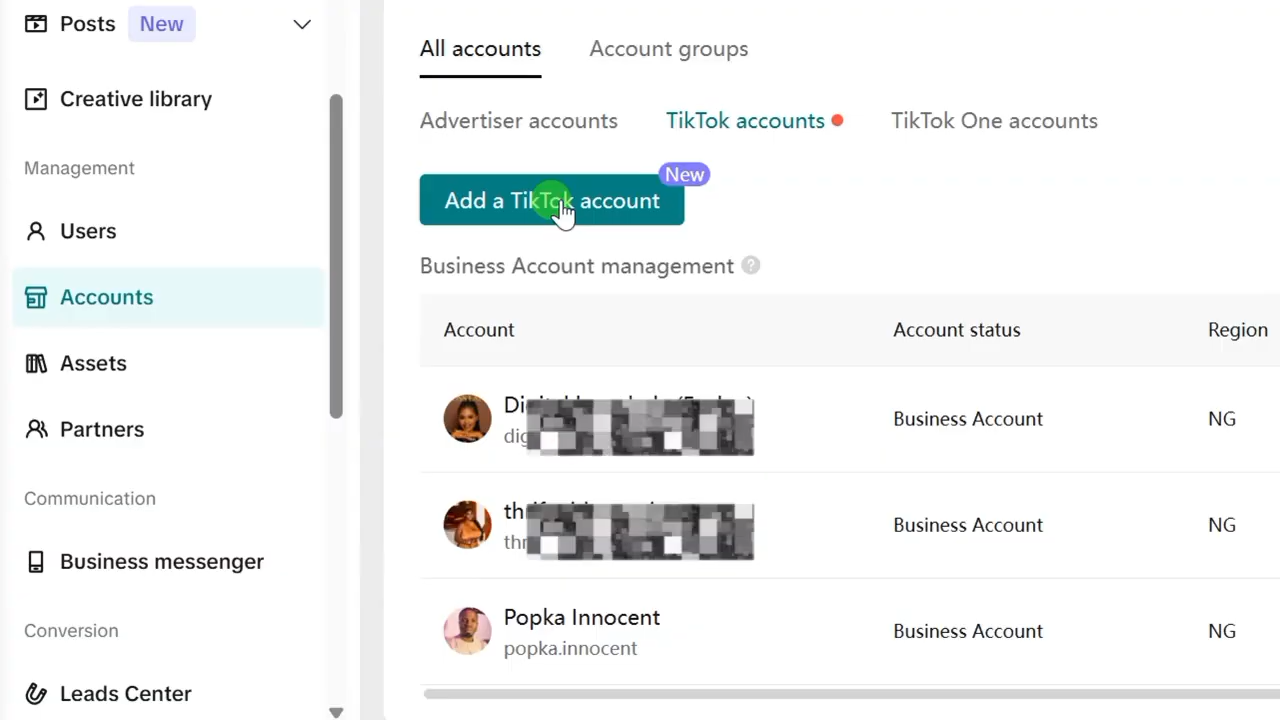 Posts New
Creative library
Management
Users
Accounts
Assets
Partners
Communication
Business messenger
Conversion
Leads Center
All accounts Account groups
Advertiser accounts TikTok accounts TikTok One accounts
New
Add a TikTok account
Business Account management ?
Account Account status Region
Business Account NG
Business Account NG
Popka Innocent
popka.innocent
Business Account NG